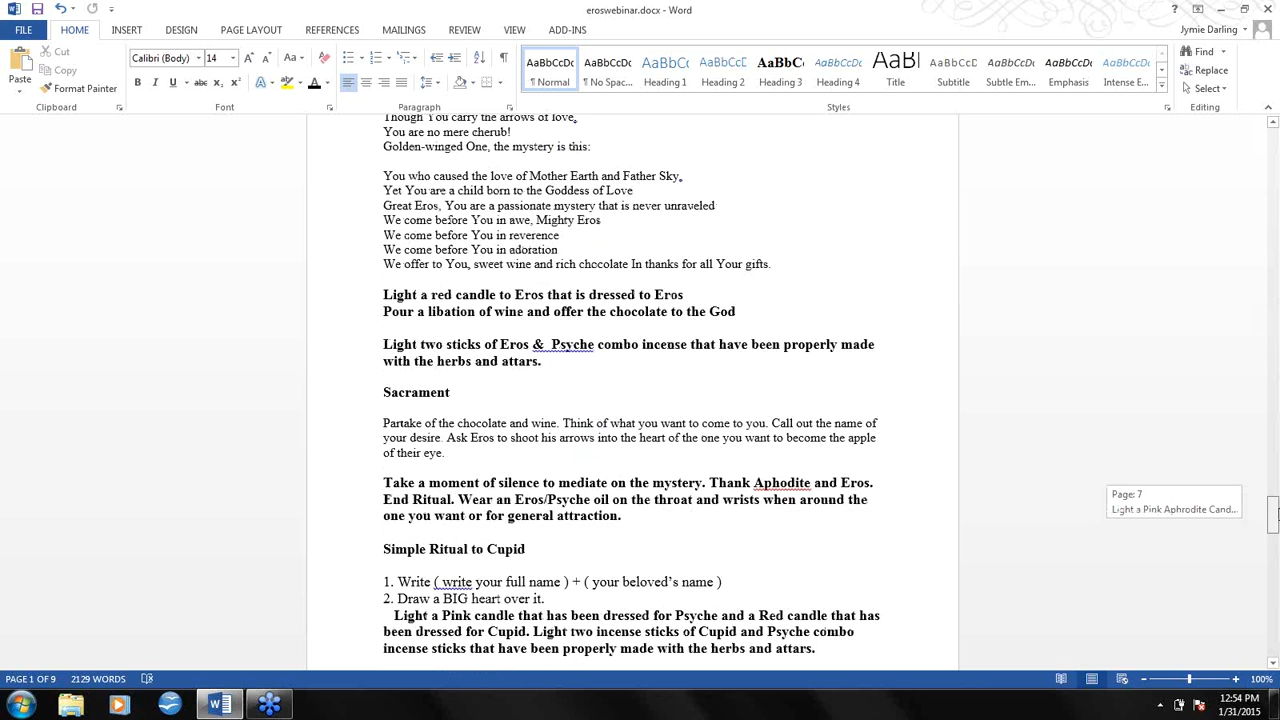 eroswebinar.docx - Word
FILE HOME INSERT DESIGN PAGE LAYOUT REFERENCES MAILINGS REVIEW VIEW ADD-INS Jymie Darling
Paste
Cut
Copy
Format Painter
Clipboard
Calibri (Body) 14
Font
Paragraph
AaBbCcDc AaBbCcDc AaBbCc AaBbCc AaBbCc AaBbCcDc AaBl AaBbCcDc AaBbCcDc AaBbCcDc AaBbCcDc
¶ Normal ¶ No Spac... Heading 1 Heading 2 Heading 3 Heading 4 Title Subtitle Subtle Em... Emphasis Intense E...
Styles
Find
Replace
Select
Editing
Though You carry the arrows of love,
You are no mere cherub!
Golden-winged One, the mystery is this:
You who caused the love of Mother Earth and Father Sky,
Yet You are a child born to the Goddess of Love
Great Eros, You are a passionate mystery that is never unraveled
We come before You in awe, Mighty Eros
We come before You in reverence
We come before You in adoration
We offer to You, sweet wine and rich chocolate In thanks for all Your gifts.
Light a red candle to Eros that is dressed to Eros
Pour a libation of wine and offer the chocolate to the God
Light two sticks of Eros & Psyche combo incense that have been properly made
with the herbs and attars.
Sacrament
Partake of the chocolate and wine. Think of what you want to come to you. Call out the name of
your desire. Ask Eros to shoot his arrows into the heart of the one you want to become the apple
of their eye.
Take a moment of silence to mediate on the mystery. Thank Aphodite and Eros.
End Ritual. Wear an Eros/Psyche oil on the throat and wrists when around the
one you want or for general attraction.
Page: 7
Light a Pink Aphrodite Cand...
Simple Ritual to Cupid
1. Write ( write your full name ) + ( your beloved's name )
2. Draw a BIG heart over it.
Light a Pink candle that has been dressed for Psyche and a Red candle that has
been dressed for Cupid. Light two incense sticks of Cupid and Psyche combo
incense sticks that have been properly made with the herbs and attars.
PAGE 1 OF 9 2129 WORDS 100%
12:54 PM
1/31/2015